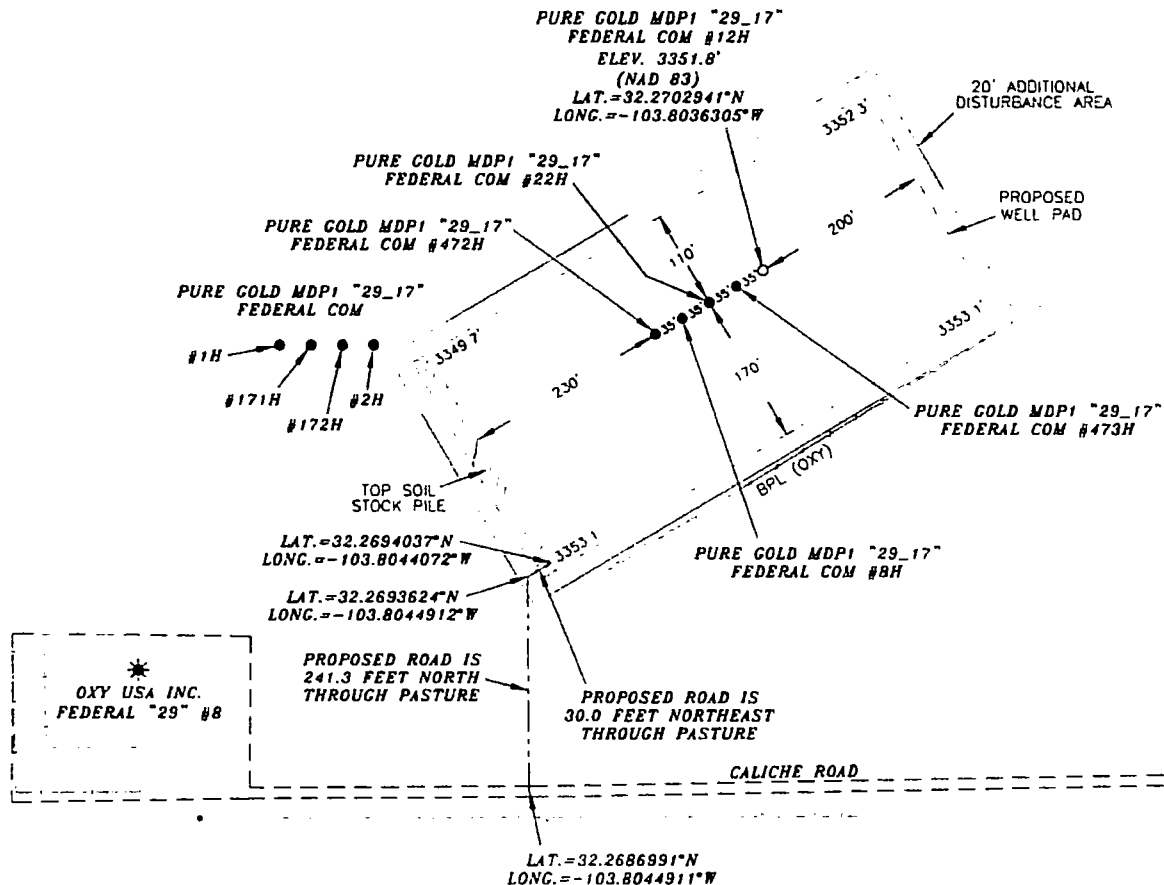 PURE GOLD MDP1 "29_17"
FEDERAL COM #12H
ELEV. 3351.8'
(NAD 83)
LAT.=32.2702941°N
LONG.=-103.8036305°W
20' ADDITIONAL
DISTURBANCE AREA
3352 3'
PURE GOLD MDP1 "29_17"
FEDERAL COM #22H
PROPOSED
WELL PAD
PURE GOLD MDP1 "29_17"
FEDERAL COM #472H
200'
110'
PURE GOLD MDP1 "29_17"
FEDERAL COM
35' 35' 35' 35'
#1H
#171H
#172H
#2H
3349 7'
3353 1'
230'
170'
PURE GOLD MDP1 "29_17"
FEDERAL COM #473H
BPL (OXY)
TOP SOIL
STOCK PILE
LAT.=32.2694037°N
LONG.=-103.8044072°W
3353 1
PURE GOLD MDP1 "29_17"
FEDERAL COM #8H
LAT.=32.2693624°N
LONG.=-103.8044912°W
OXY USA INC.
FEDERAL "29" #8
PROPOSED ROAD IS
241.3 FEET NORTH
THROUGH PASTURE
PROPOSED ROAD IS
30.0 FEET NORTHEAST
THROUGH PASTURE
CALICHE ROAD
LAT.=32.2686991°N
LONG.=-103.8044911°W